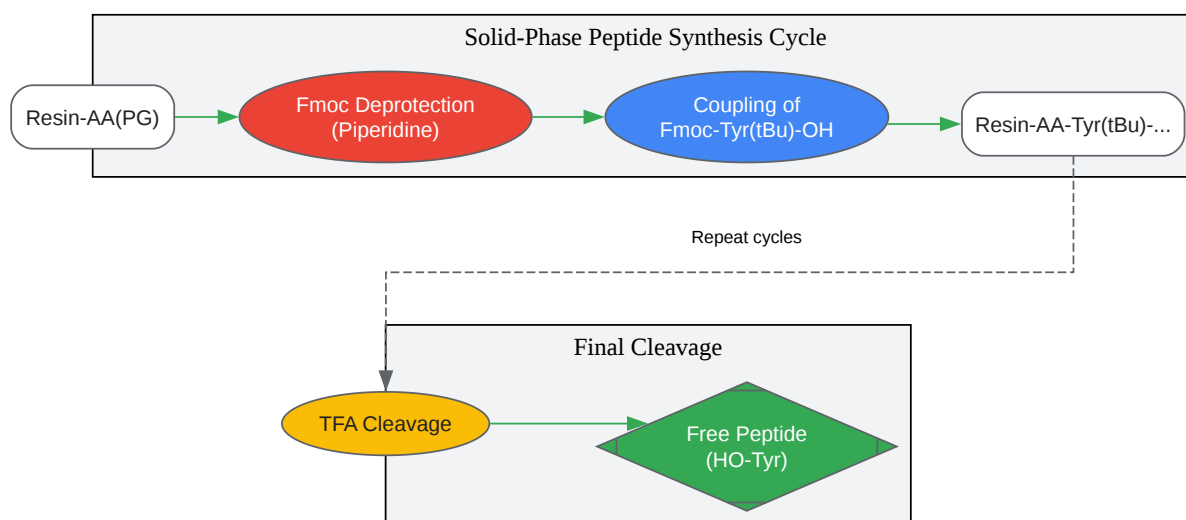 Solid-Phase Peptide Synthesis Cycle
Resin-AA(PG)
Fmoc Deprotection
(Piperidine)
Coupling of
Fmoc-Tyr(tBu)-OH
Resin-AA-Tyr(tBu)-...
Repeat cycles
Final Cleavage
TFA Cleavage
Free Peptide
(HO-Tyr)